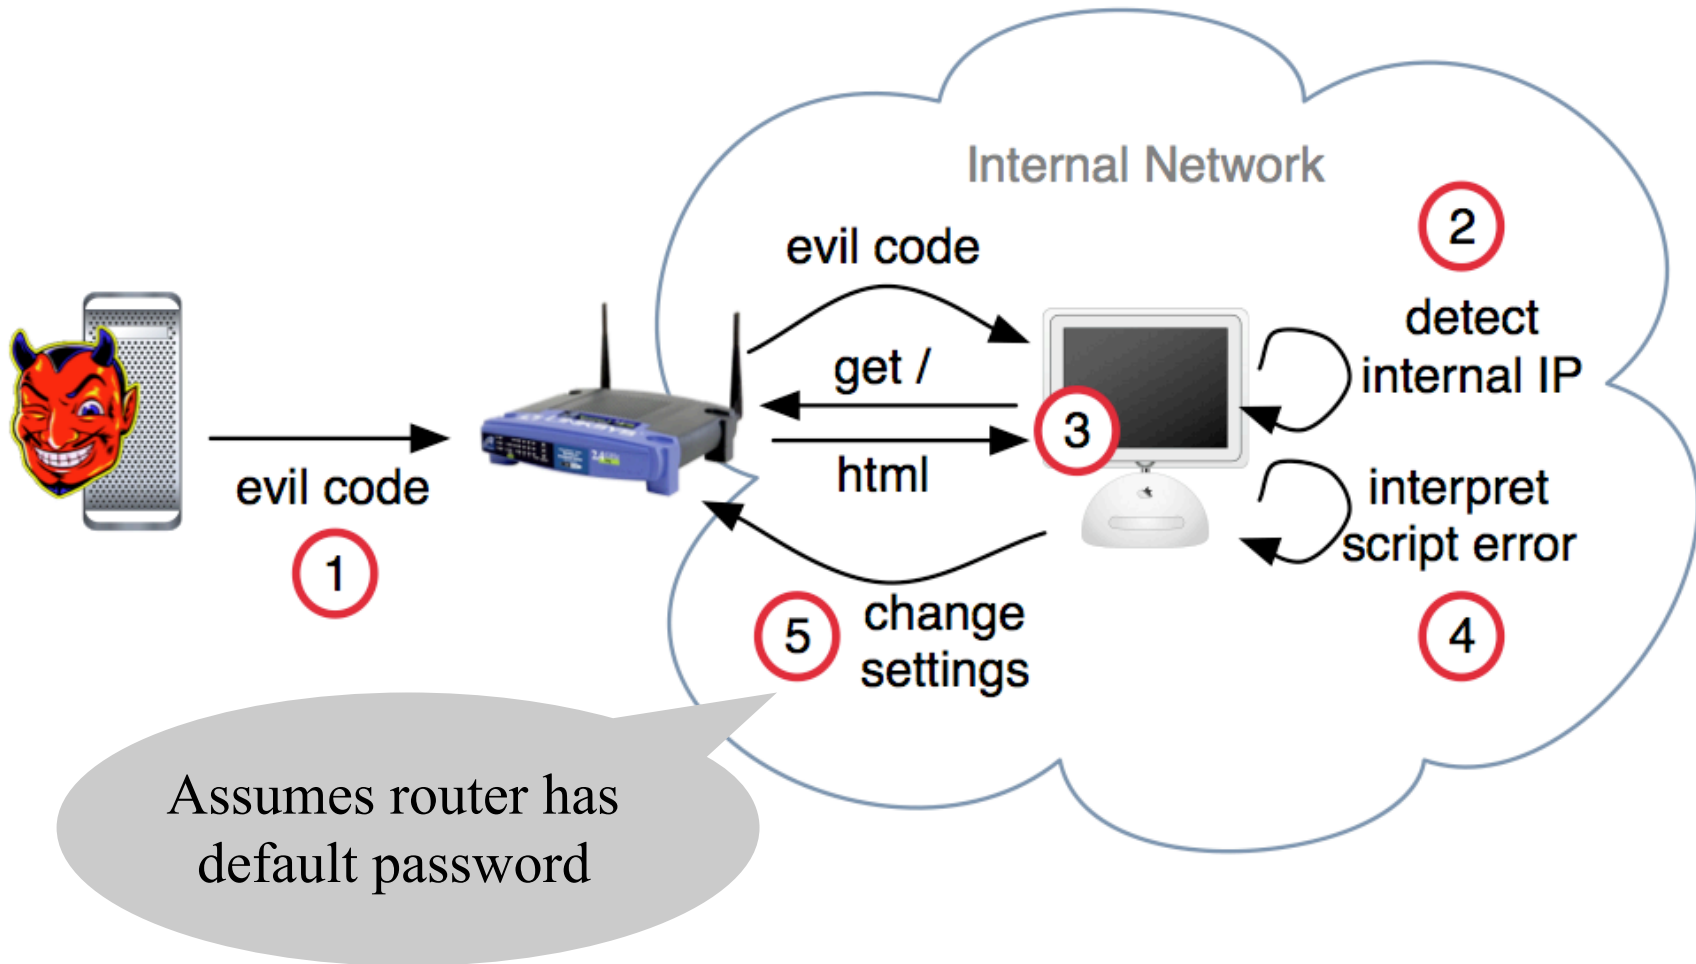 Internal Network
evil code
2
detect
internal IP
get /
3
html
evil code
1
interpret
script error
4
5
change
settings
Assumes router has
default password
LINKSYS